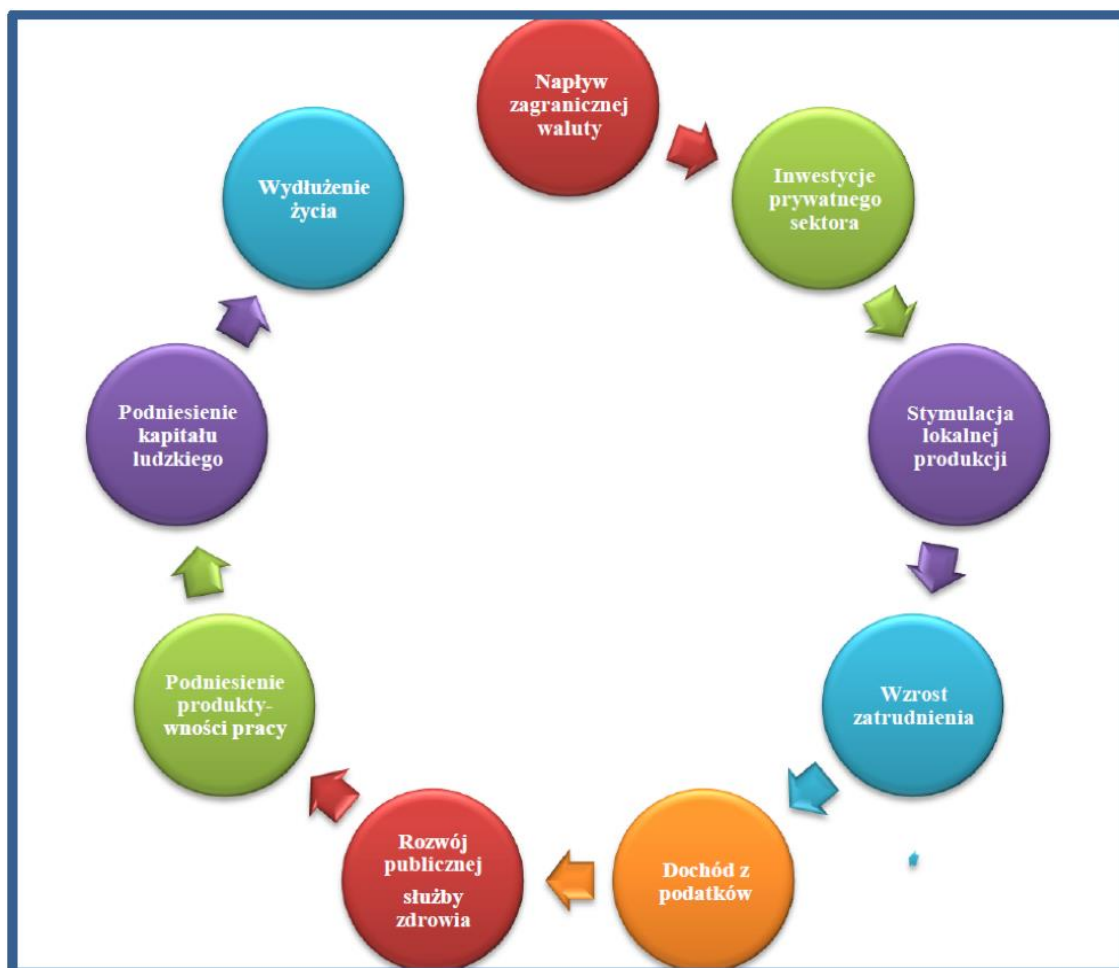 Napływ
zagranicznej
waluty
Inwestycje
prywatnego
sektora
Stymulacja
lokalnej
produkcji
Wzrost
zatrudnienia
Dochód z
podatków
Rozwój
publicznej
służby
zdrowia
Podniesienie
produkty-
wności pracy
Podniesienie
kapitału
ludzkiego
Wydłużenie
życia